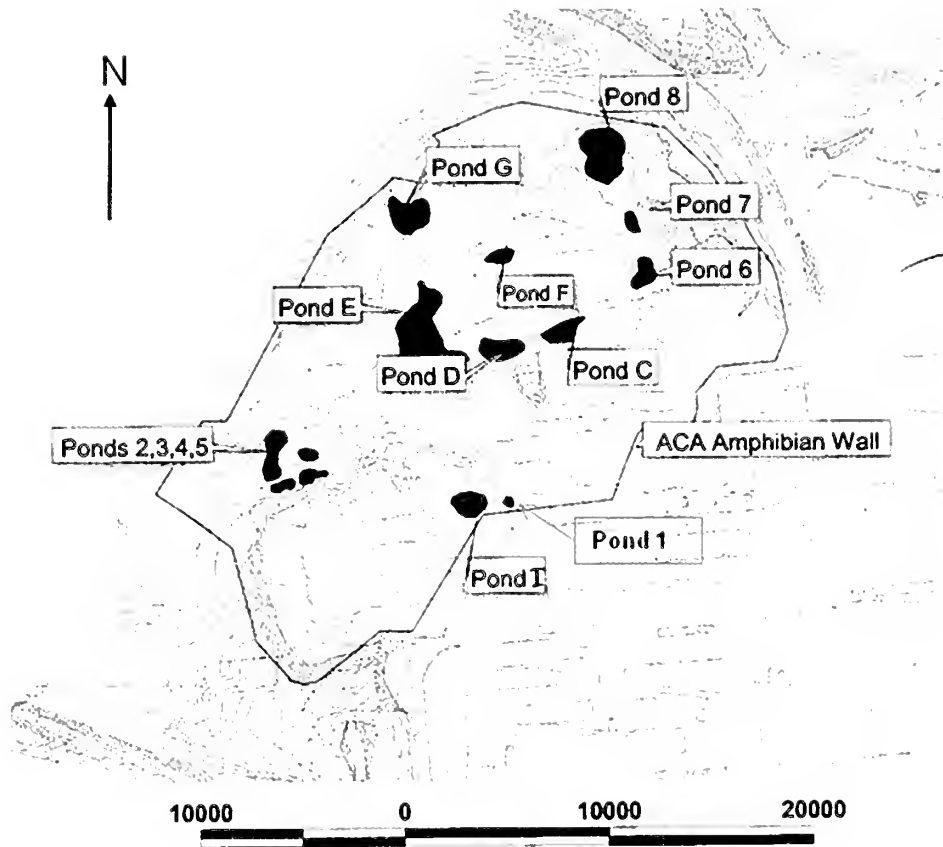 N
Pond 8
Pond G
Pond 7
Pond 6
Pond F
Pond E
Pond D
Pond C
Ponds 2,3,4,5
ACA Amphibian Wall
Pond 1
Pond I
10000 0 10000 20000